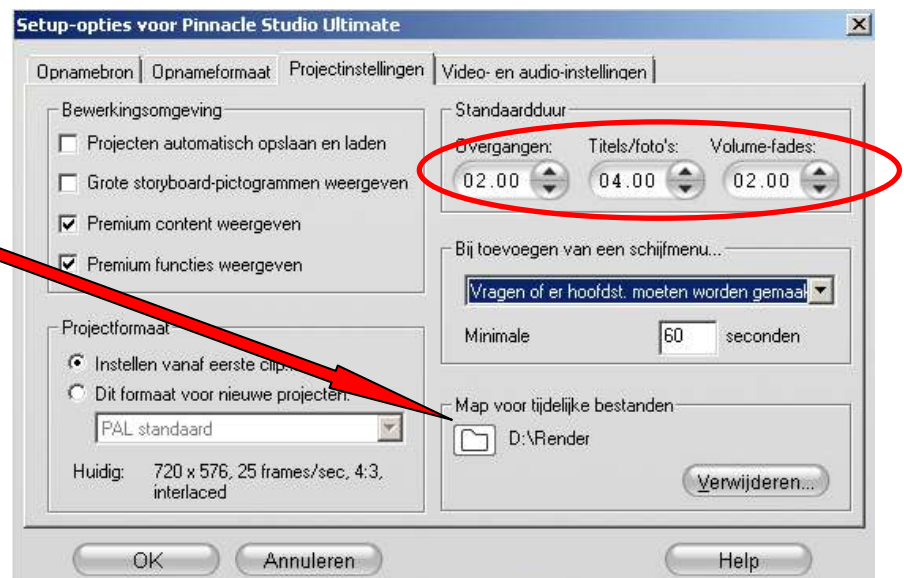 Setup-opties voor Pinnacle Studio Ultimate
Opnamebron Opnameformaat Projectinstellingen Video- en audio-instellingen
Bewerkingsomgeving
Projecten automatisch opslaan en laden
Grote storyboard-pictogrammen weergeven
Premium content weergeven
Premium functies weergeven
Projectformaat
Instellen vanaf eerste clip
Dit formaat voor nieuwe projecten:
PAL standaard
Huidig: 720 x 576, 25 frames/sec, 4:3,
interlaced
Standaardduur
Overgangen: Titels/foto's: Volume-fades:
02.00 04.00 02.00
Bij toevoegen van een schijfmenu...
Vragen of er hoofdst. moeten worden gemaal
Minimale 60 seconden
Map voor tijdelijke bestanden
D:\Render
Verwijderen...
OK Annuleren Help